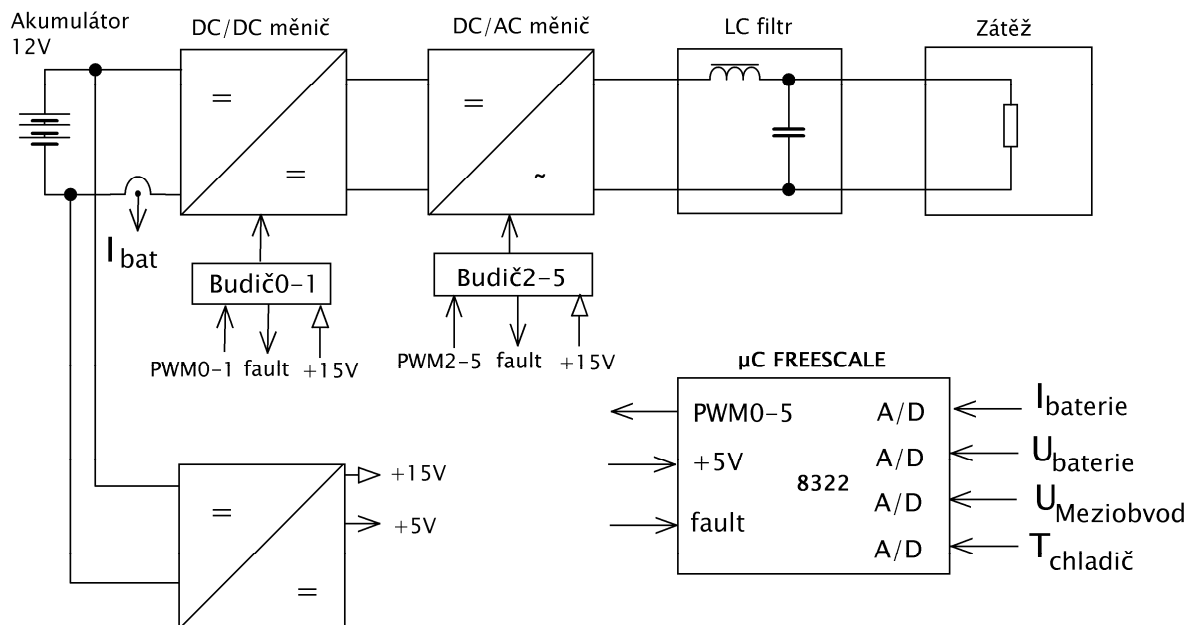 Akumulátor
12V
DC/DC měnič
DC/AC měnič
LC filtr
Zátěž
=
=
=
~
I bat
Budič0-1
Budič2-5
PWM0-1 fault +15V
PWM2-5 fault +15V
µC FREESCALE
PWM0-5
+5V
8322
fault
A/D
A/D
A/D
A/D
I baterie
U baterie
U Meziobvod
T chladič
=
=
+15V
+5V